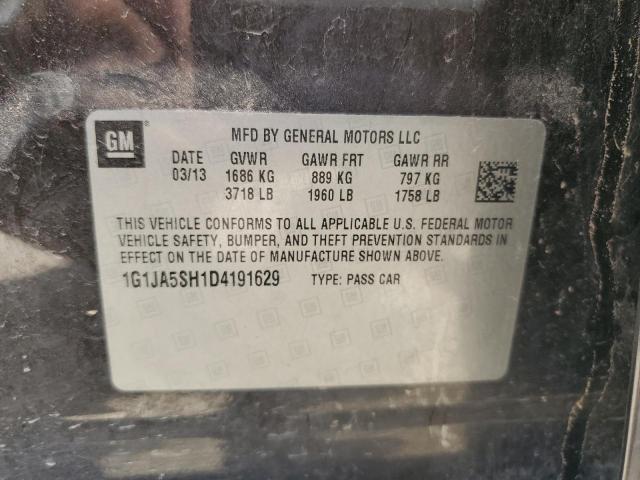 GM ®
MFD BY GENERAL MOTORS LLC
DATE GVWR GAWR FRT GAWR RR
03/13 1686 KG 889 KG 797 KG
3718 LB 1960 LB 1758 LB
THIS VEHICLE CONFORMS TO ALL APPLICABLE U.S. FEDERAL MOTOR
VEHICLE SAFETY, BUMPER, AND THEFT PREVENTION STANDARDS IN
EFFECT ON THE DATE OF MANUFACTURE SHOWN ABOVE.
1G1JA5SH1D4191629 TYPE: PASS CAR